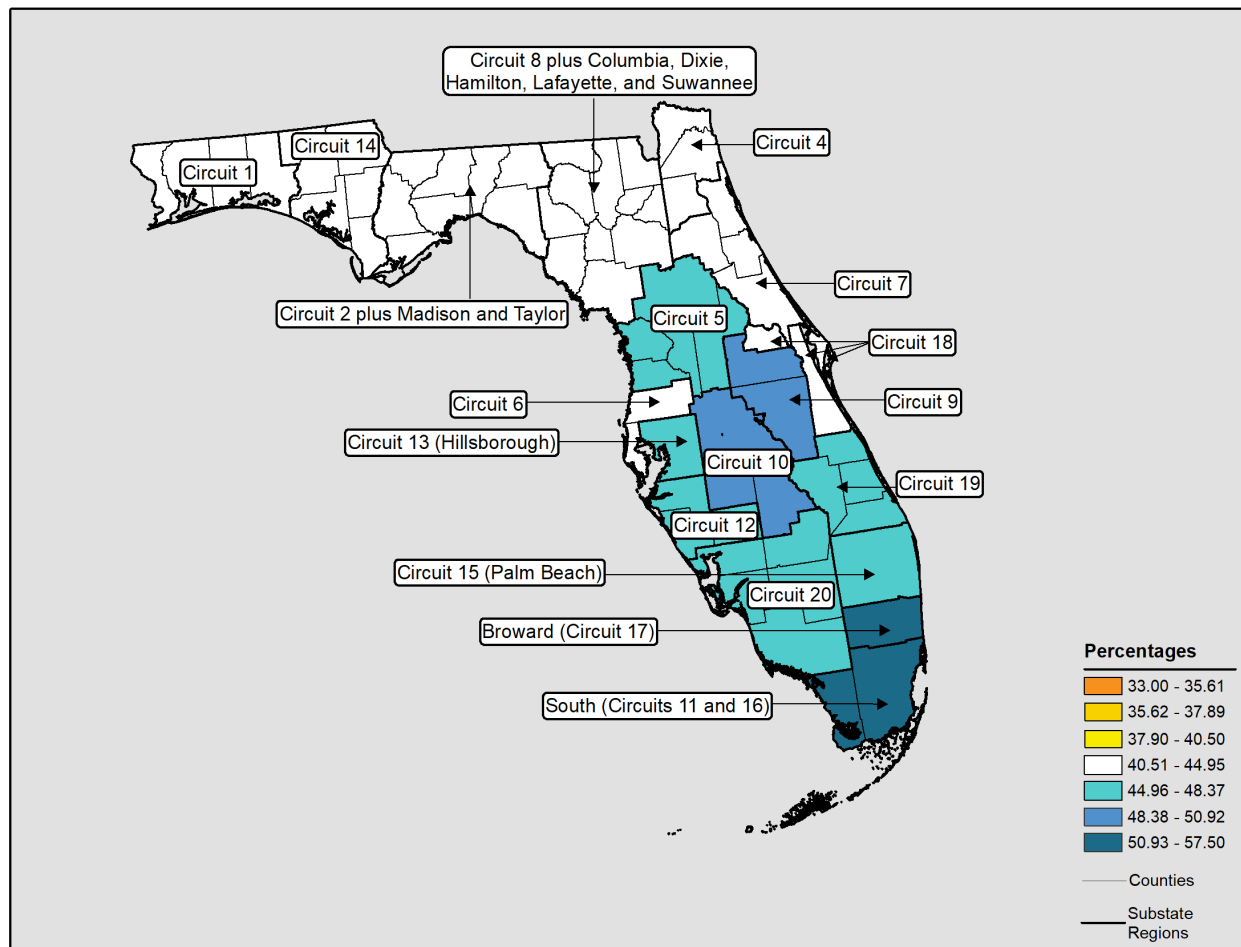 Circuit 8 plus Columbia, Dixie,
Hamilton, Lafayette, and Suwannee
Circuit 4
Circuit 14
Circuit 1
Circuit 7
Circuit 2 plus Madison and Taylor
Circuit 5
Circuit 18
Circuit 6
Circuit 9
Circuit 13 (Hillsborough)
Circuit 10
Circuit 19
Circuit 12
Circuit 15 (Palm Beach)
Circuit 20
Broward (Circuit 17)
South (Circuits 11 and 16)
Percentages
33.00 - 35.61
35.62 - 37.89
37.90 - 40.50
40.51 - 44.95
44.96 - 48.37
48.38 - 50.92
50.93 - 57.50
Counties
Substate
Regions